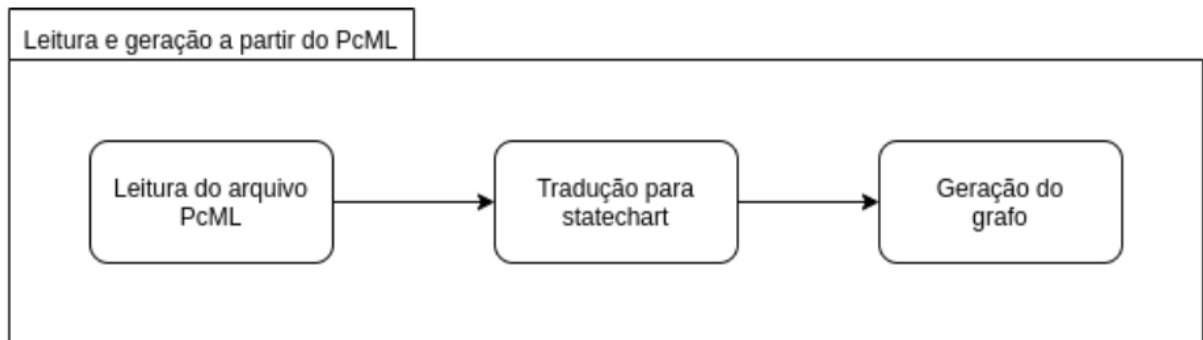 Leitura e geração a partir do PcML
Leitura do arquivo
PcML
Tradução para
statechart
Geração do
grafo